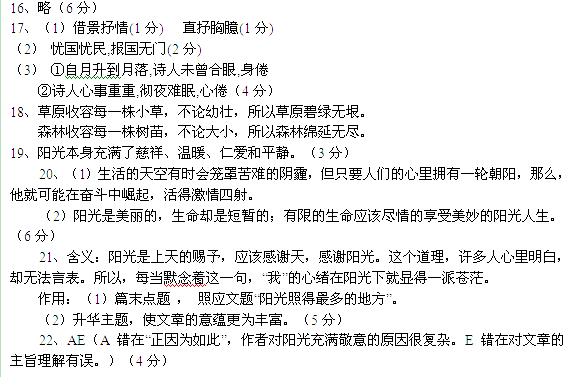 16、略（6 分）
17、（1）借景抒情(1 分)　直抒胸臆(1 分)
（2） 忧国忧民,报国无门(2 分)
（3） ①自月升到月落,诗人未曾合眼,身倦
②诗人心事重重,彻夜难眠,心倦（4 分）
18、草原收容每一株小草，不论幼壮，所以草原碧绿无垠。
森林收容每一株树苗，不论大小，所以森林绵延无尽。
19、阳光本身充满了慈祥、温暖、仁爱和平静。（3 分）
20、（1）生活的天空有时会笼罩苦难的阴霾，但只要人们的心里拥有一轮朝阳，那么，
他就可能在奋斗中崛起，活得激情四射。
（2）阳光是美丽的，生命却是短暂的；有限的生命应该尽情的享受美妙的阳光人生。
（6 分）
21、含义：阳光是上天的赐予，应该感谢天，感谢阳光。这个道理，许多人心里明白，
却无法言表。所以，每当默念着这一句，“我”的心绪在阳光下就显得一派苍茫。
作用：（1）篇末点题 ， 照应文题“阳光照得最多的地方”。
（2）升华主题，使文章的意蕴更为丰富。（5 分）
22、AE（A 错在“正因为如此”，作者对阳光充满敬意的原因很复杂。E 错在对文章的
主旨理解有误。）（4 分）